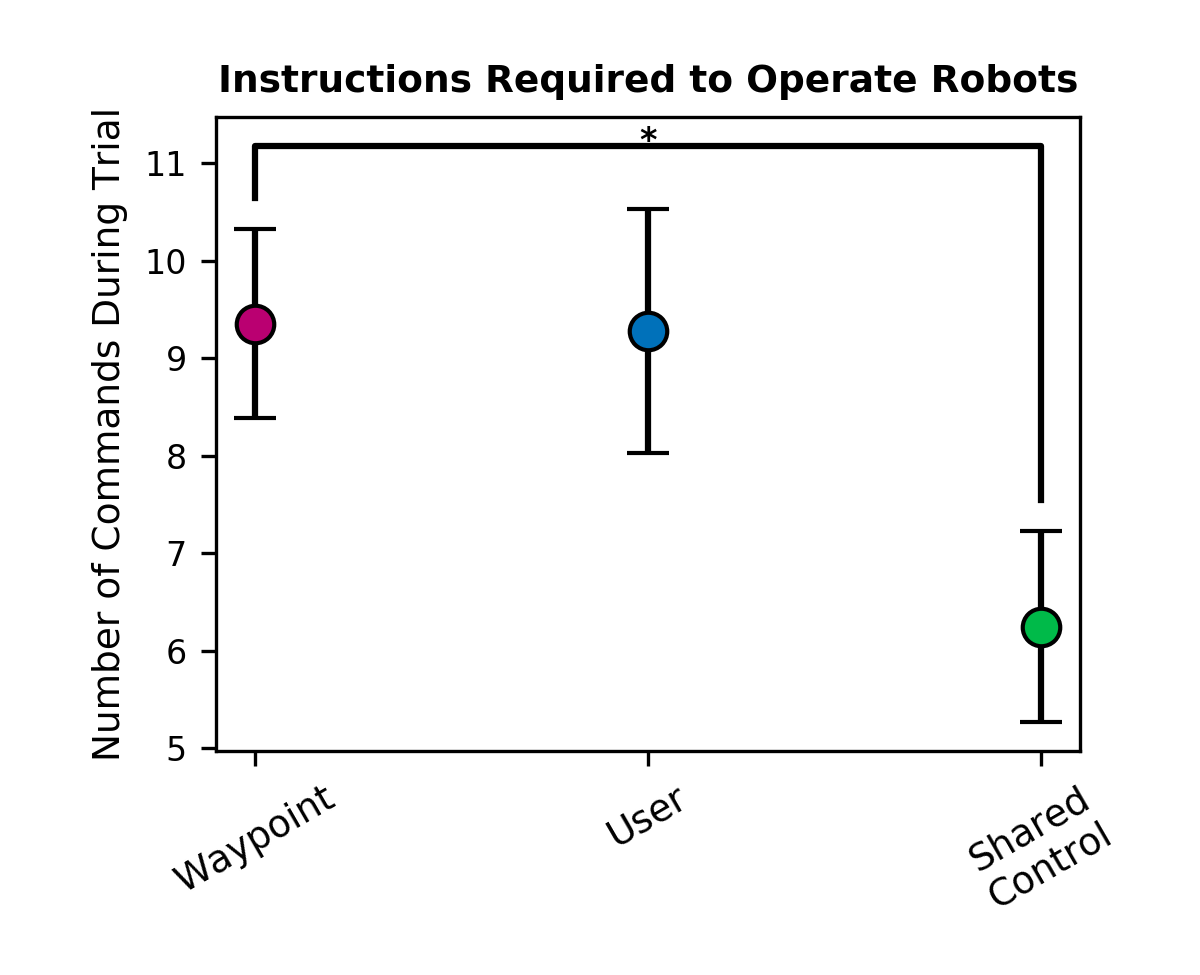 Instructions Required to Operate Robots
Number of Commands During Trial
11
10
9
8
7
6
5
*
Waypoint
User
Shared
Control